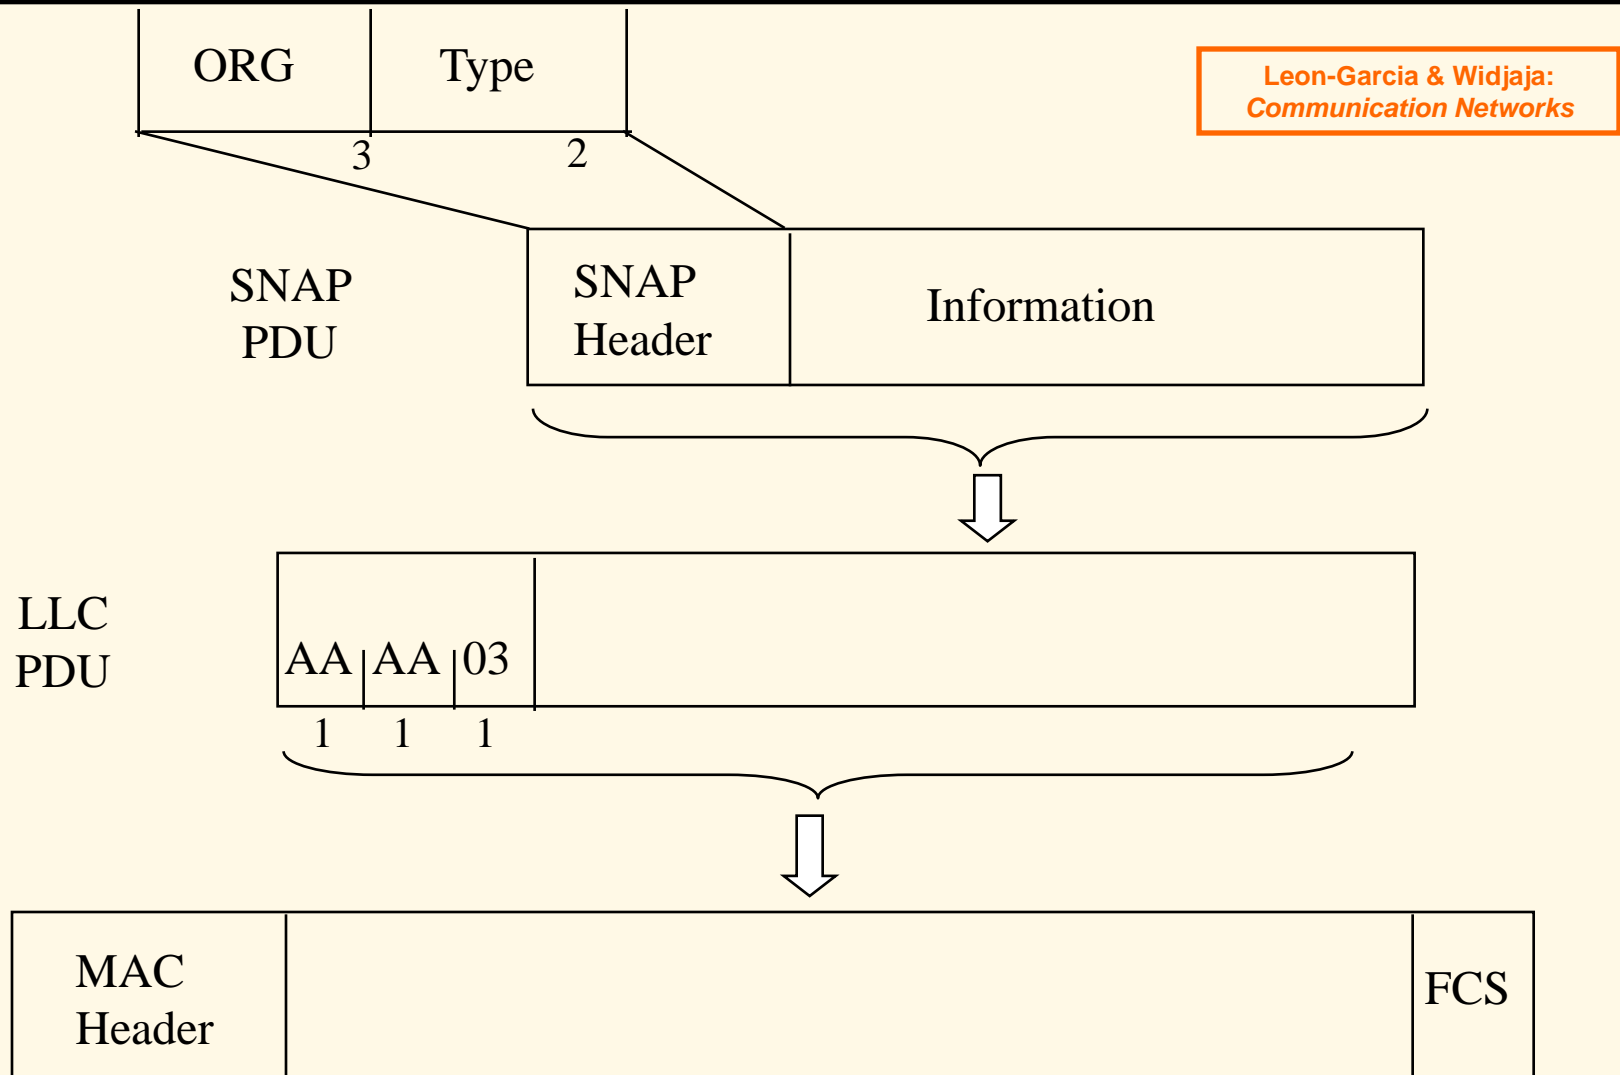 ORG Type
Leon-Garcia & Widjaja:
Communication Networks
3 2
SNAP
PDU
SNAP
Header
Information
LLC
PDU
AA AA 03
1 1 1
MAC
Header
FCS